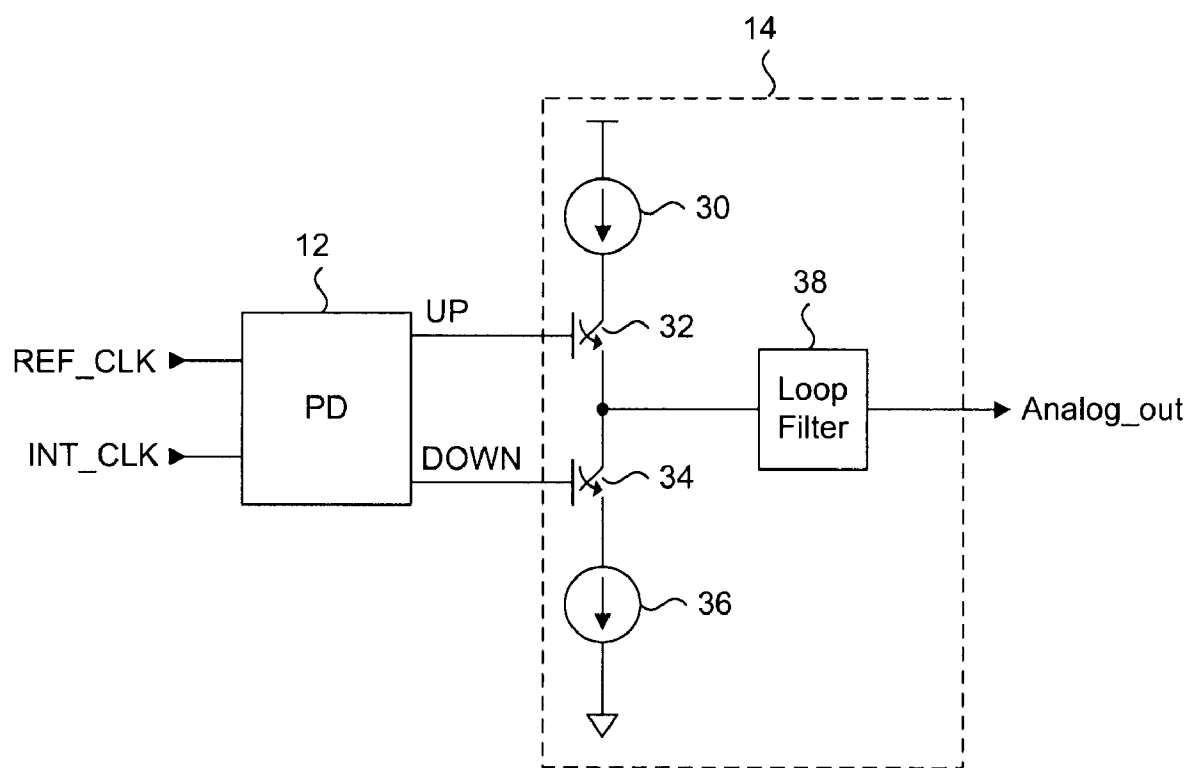 14
30
12
UP
32
38
REF_CLK
PD
Loop
Filter
Analog_out
INT_CLK
DOWN
34
36